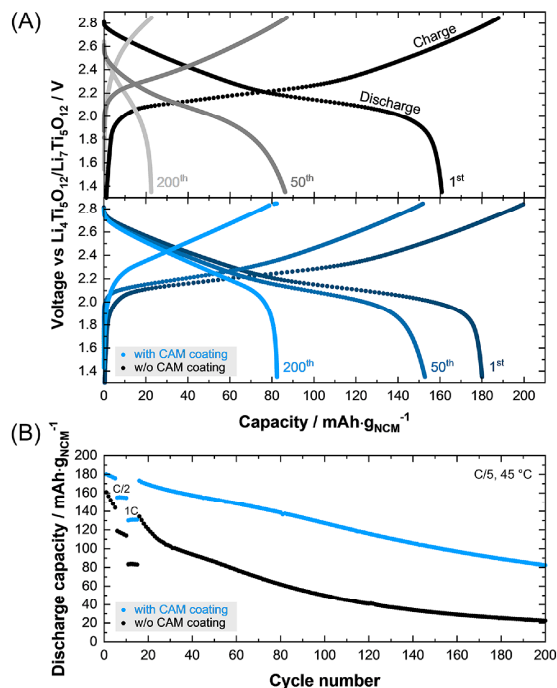 (A)
Voltage vs Li4Ti5O12/Li7Ti5O12 / V
2.8
2.6
2.4
2.2
2.0
1.8
1.6
1.4
Charge
Discharge
200th
50th
1st
2.8
2.6
2.4
2.2
2.0
1.8
1.6
1.4
with CAM coating
w/o CAM coating
200th
50th
1st
0 20 40 60 80 100 120 140 160 180 200
Capacity / mAh·gNCM-1
(B)
Discharge capacity / mAh·gNCM-1
200
180
160
140
120
100
80
60
40
20
0
C/5, 45 °C
C/2
1C
with CAM coating
w/o CAM coating
0 20 40 60 80 100 120 140 160 180 200
Cycle number